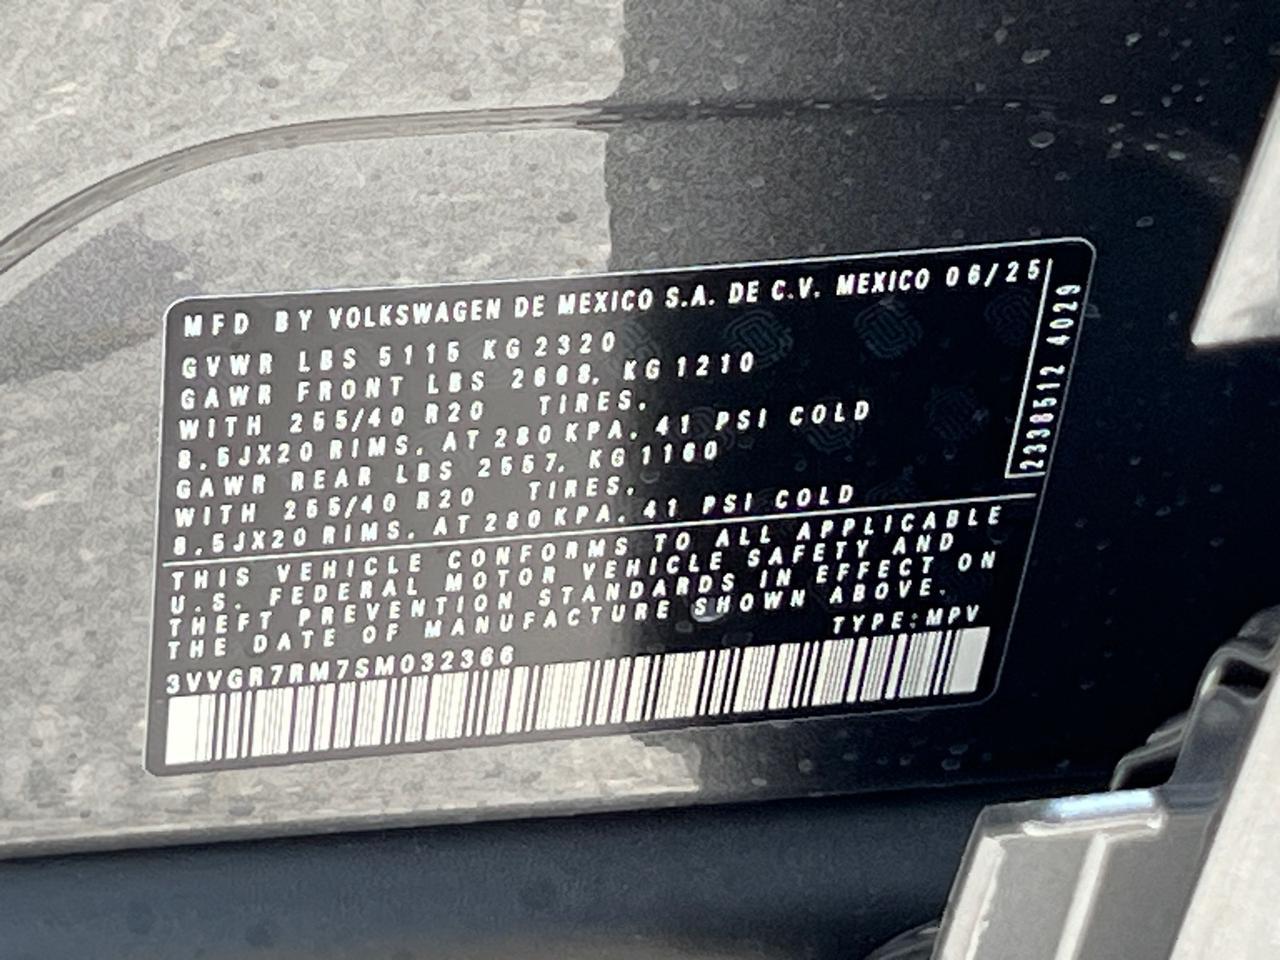 MFD BY VOLKSWAGEN DE MEXICO S.A. DE C.V. MEXICO 06/25
GVWR LBS 5115 KG 2320
GAWR FRONT LBS 2668, KG 1210
WITH 255/40 R20 TIRES,
8.5JX20 RIMS, AT 280 KPA, 41 PSI COLD
GAWR REAR LBS 2557, KG 1160
WITH 255/40 R20 TIRES,
8.5JX20 RIMS, AT 280 KPA, 41 PSI COLD
2338512 4029
THIS VEHICLE CONFORMS TO ALL APPLICABLE
U.S. FEDERAL MOTOR VEHICLE SAFETY AND
THEFT PREVENTION STANDARDS IN EFFECT ON
THE DATE OF MANUFACTURE SHOWN ABOVE.
TYPE:MPV
3VVGR7RM7SM032366